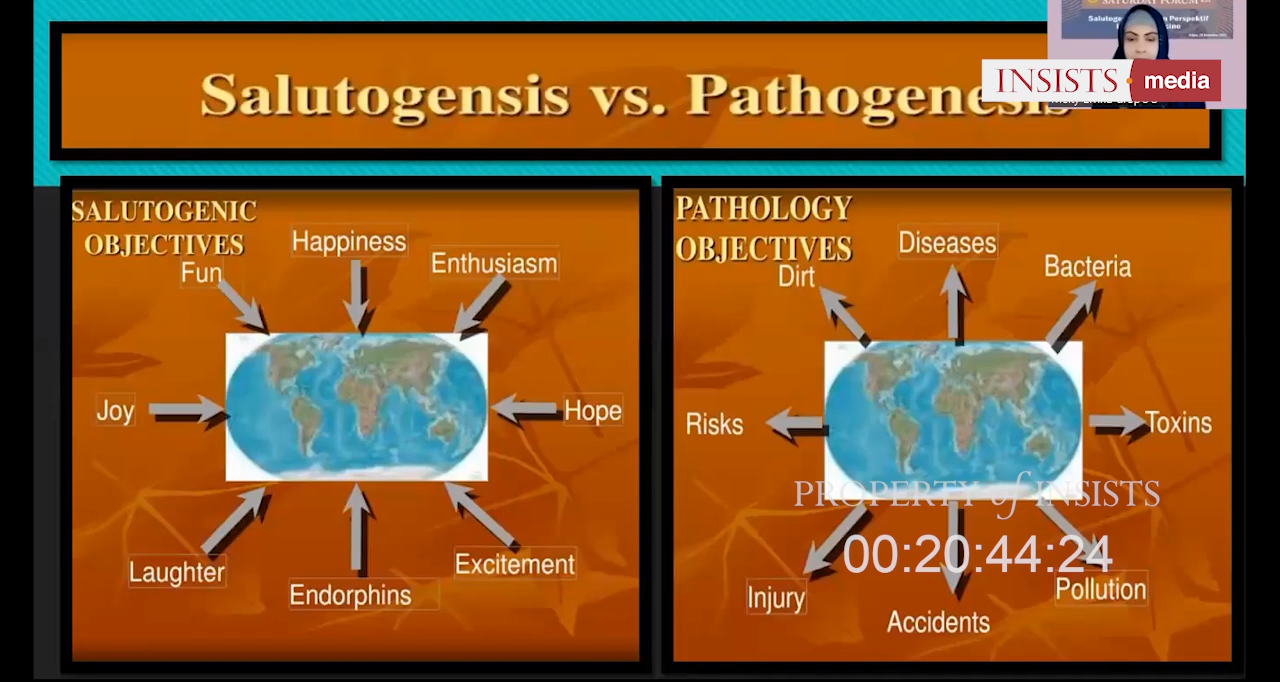 SATURDAY FORUM
Salutogensis vs. Pathogenesis
INSISTS media
SALUTOGENIC
OBJECTIVES
Happiness
Fun
Enthusiasm
Joy
Hope
Laughter
Endorphins
Excitement
PATHOLOGY
OBJECTIVES
Diseases
Dirt
Bacteria
Risks
Toxins
PROPERTY of INSISTS
00:20:44:24
Injury
Accidents
Pollution